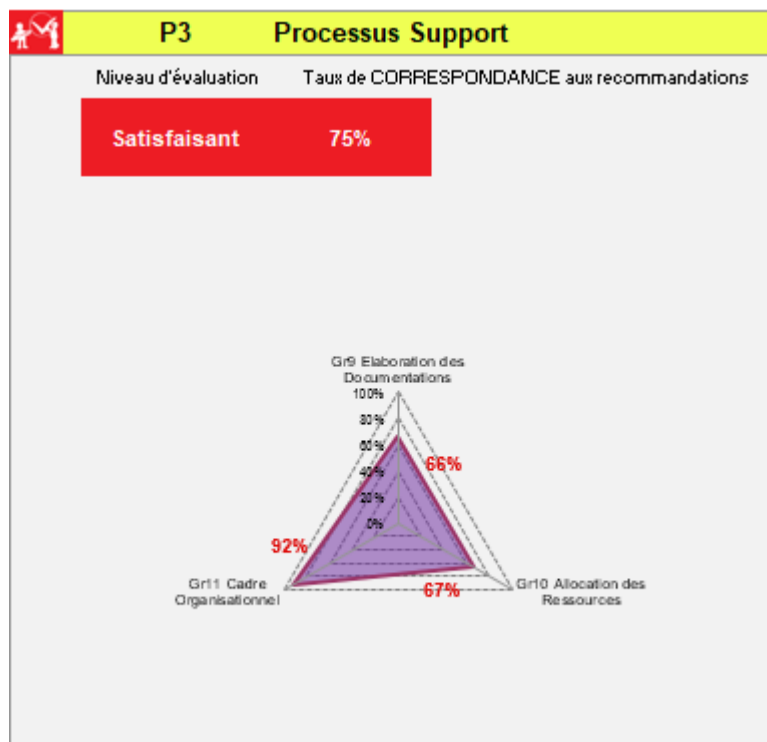 P3 Processus Support
Niveau d'évaluation Taux de CORRESPONDANCE aux recommandations
Satisfaisant 75%
Gr9 Elaboration des
Documentations
100%
80%
60%
66%
40%
20%
0%
92%
Gr11 Cadre
Organisationnel
67%
Gr10 Allocation des
Ressources